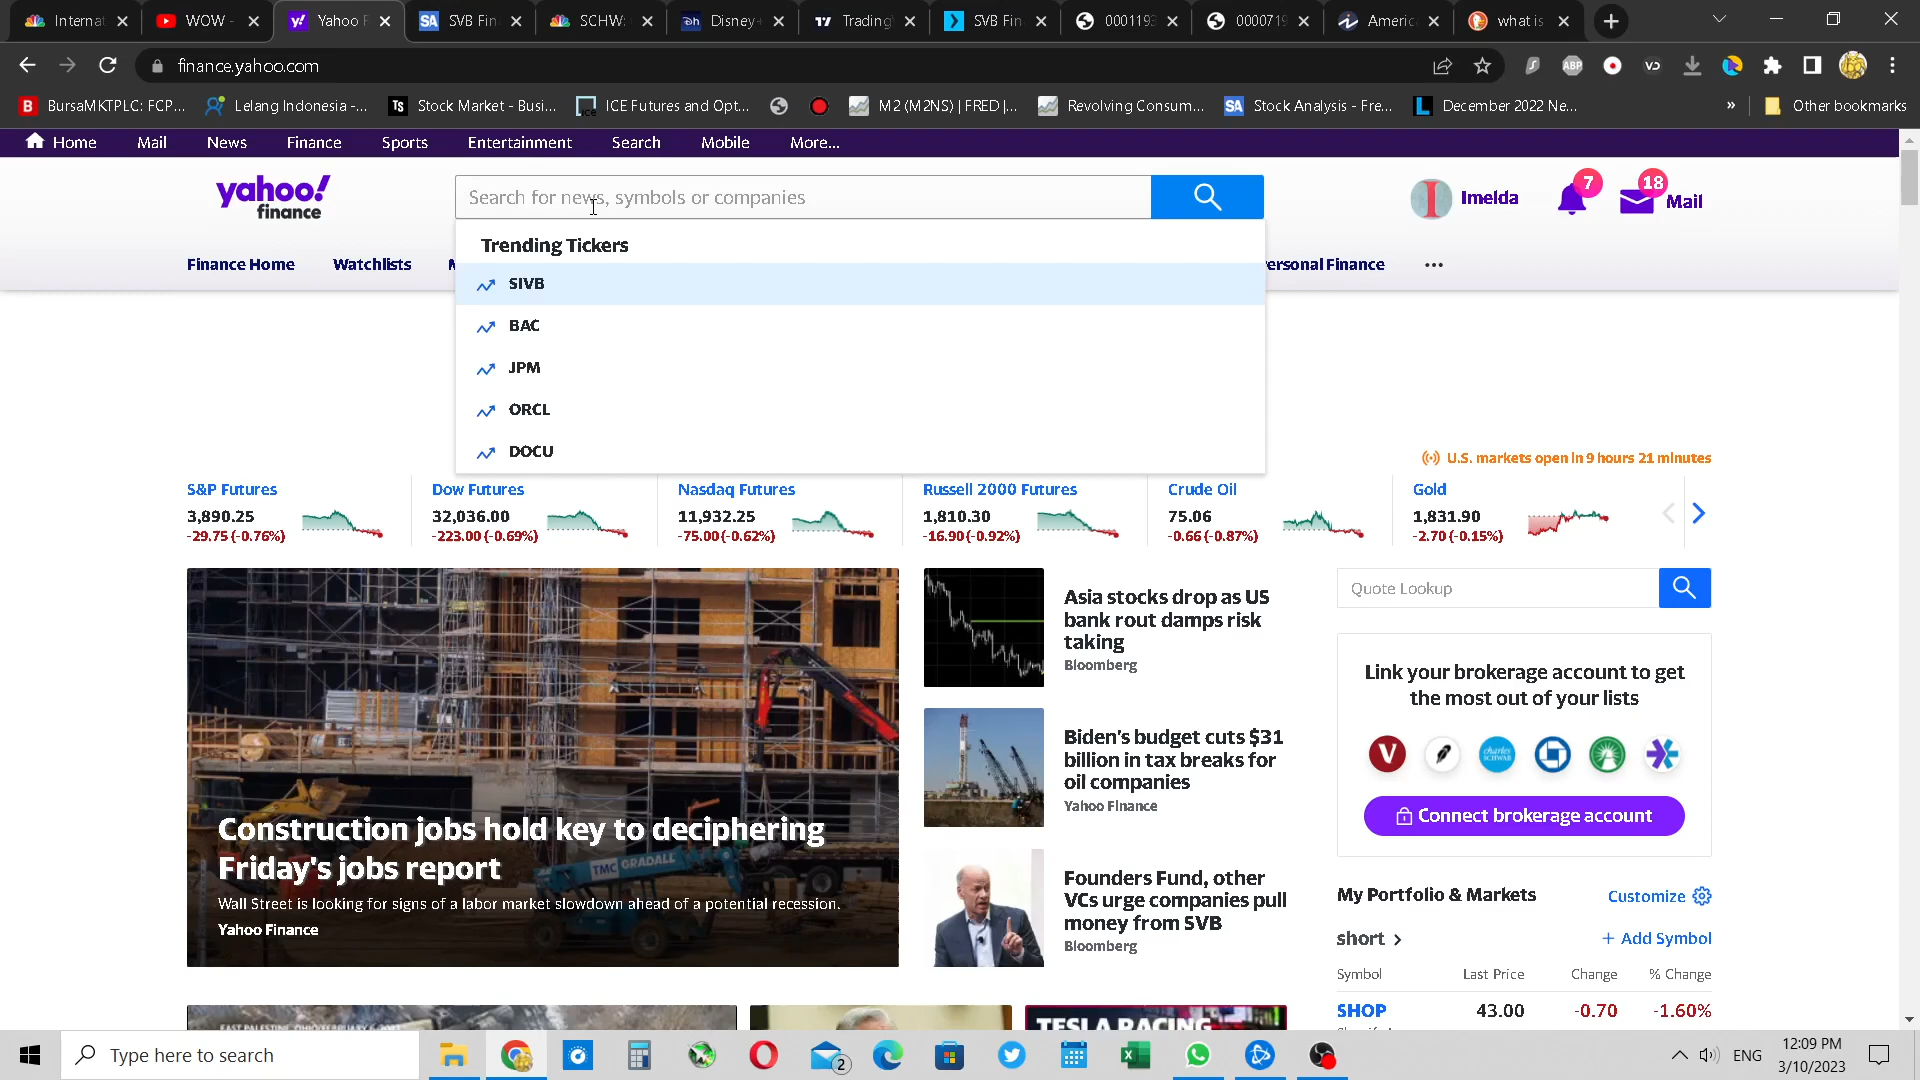 Internat
WOW -
Yahoo F
SVB Fin
SCHW:
Disney+
Trading
SVB Fin
0001193
0000719
Americ
what is
finance.yahoo.com
BursaMKTPLC: FCP...
Lelang Indonesia -...
Stock Market - Busi...
ICE Futures and Opt...
M2 (M2NS) | FRED |...
Revolving Consum...
Stock Analysis - Fre...
December 2022 Ne...
»
Other bookmarks
Home
Mail
News
Finance
Sports
Entertainment
Search
Mobile
More...
yahoo!
finance
Search for news, symbols or companies
Imelda
7
18
Mail
Finance Home
Watchlists
ersonal Finance
Trending Tickers
SIVB
BAC
JPM
ORCL
DOCU
U.S. markets open in 9 hours 21 minutes
S&P Futures
3,890.25
-29.75 (-0.76%)
Dow Futures
32,036.00
-223.00 (-0.69%)
Nasdaq Futures
11,932.25
-75.00 (-0.62%)
Russell 2000 Futures
1,810.30
-16.90 (-0.92%)
Crude Oil
75.06
-0.66 (-0.87%)
Gold
1,831.90
-2.70 (-0.15%)
TMC GRADALL
Construction jobs hold key to deciphering
Friday's jobs report
Wall Street is looking for signs of a labor market slowdown ahead of a potential recession.
Yahoo Finance
Asia stocks drop as US
bank rout damps risk
taking
Bloomberg
Biden's budget cuts $31
billion in tax breaks for
oil companies
Yahoo Finance
Founders Fund, other
VCs urge companies pull
money from SVB
Bloomberg
Quote Lookup
Link your brokerage account to get
the most out of your lists
V
charles
SCHWAB
Connect brokerage account
My Portfolio & Markets
Customize
short >
+ Add Symbol
Symbol
Last Price
Change
% Change
SHOP
43.00
-0.70
-1.60%
TESLA RACING
Type here to search
2
ENG
12:09 PM
3/10/2023